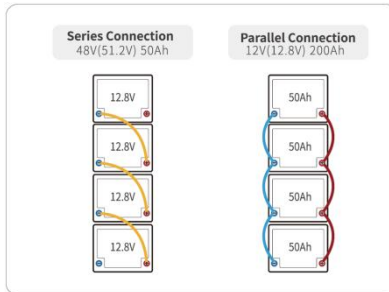 Series Connection
48V(51.2V) 50Ah
12.8V
12.8V
12.8V
12.8V
Parallel Connection
12V(12.8V) 200Ah
50Ah
50Ah
50Ah
50Ah